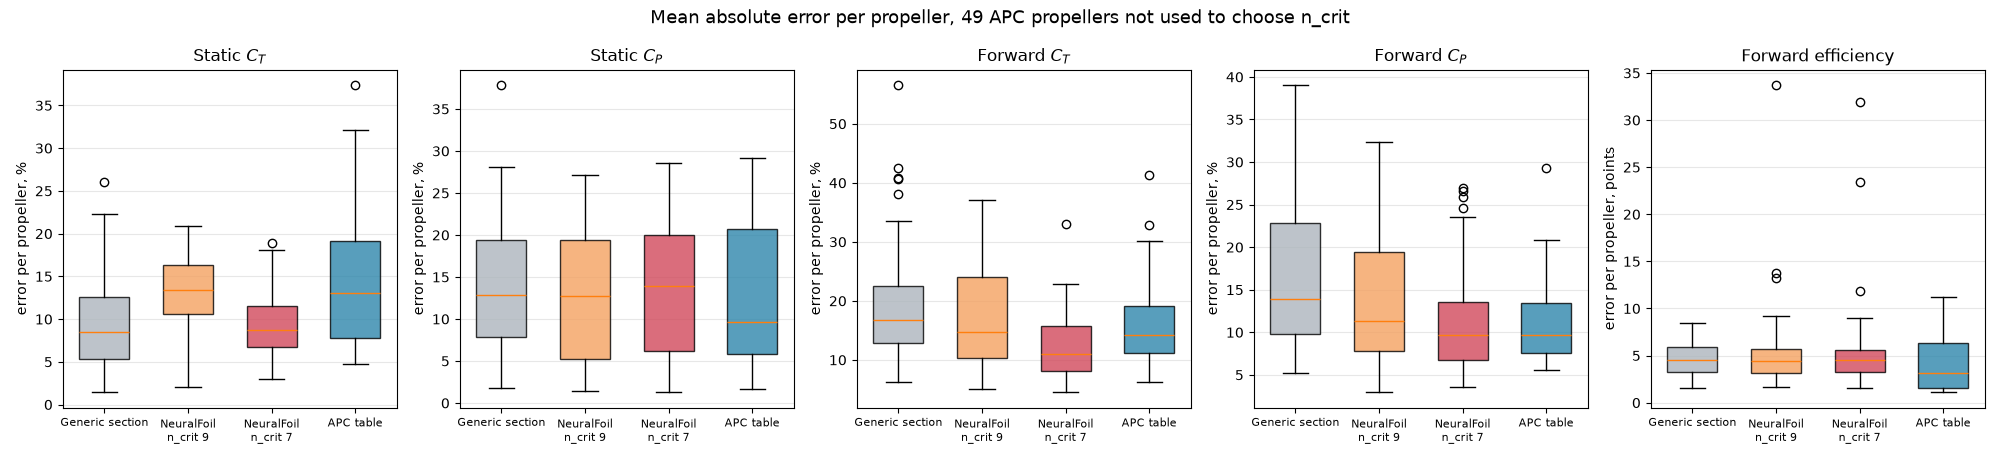 Mean absolute error per propeller, 49 APC propellers not used to choose n_crit
Static C_T
error per propeller, %
35
30
25
20
15
10
5
0
Generic section
NeuralFoil
n_crit 9
NeuralFoil
n_crit 7
APC table
Static C_P
error per propeller, %
35
30
25
20
15
10
5
0
Generic section
NeuralFoil
n_crit 9
NeuralFoil
n_crit 7
APC table
Forward C_T
error per propeller, %
50
40
30
20
10
Generic section
NeuralFoil
n_crit 9
NeuralFoil
n_crit 7
APC table
Forward C_P
error per propeller, %
40
35
30
25
20
15
10
5
Generic section
NeuralFoil
n_crit 9
NeuralFoil
n_crit 7
APC table
Forward efficiency
error per propeller, points
35
30
25
20
15
10
5
0
Generic section
NeuralFoil
n_crit 9
NeuralFoil
n_crit 7
APC table